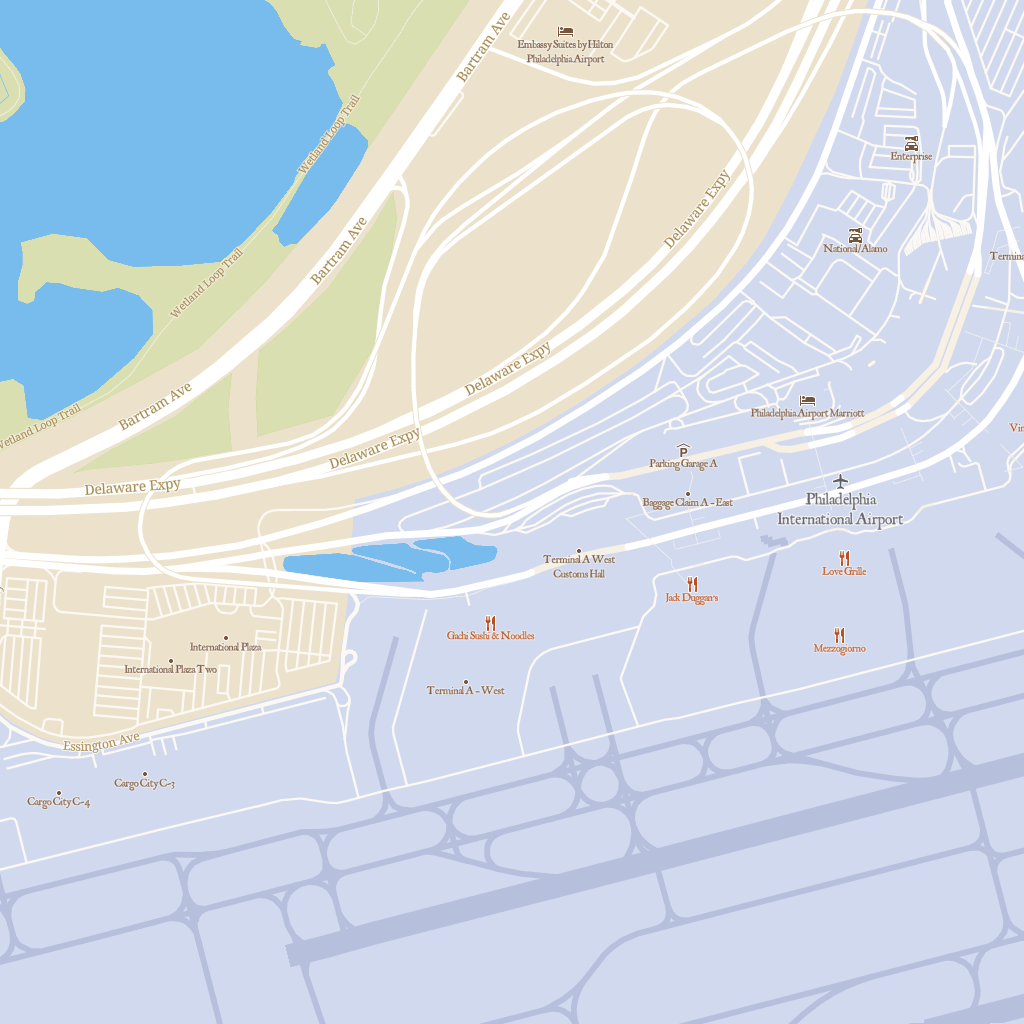 Bartram Ave
Embassy Suites by Hilton
Philadelphia Airport
Wetland Loop Trail
Enterprise
Delaware Expy
Bartram Ave
National/Alamo
Wetland Loop Trail
Termina
Delaware Expy
Bartram Ave
Philadelphia Airport Marriott
Wetland Loop Trail
Vin
Delaware Expy
Parking Garage A
Delaware Expy
Baggage Claim A - East
Philadelphia
International Airport
Terminal A West
Customs Hall
Love Grille
Jack Duggan's
Gachi Sushi & Noodles
International Plaza
Mezzogiorno
International Plaza Two
Terminal A - West
Essington Ave
Cargo City C-3
Cargo City C-4